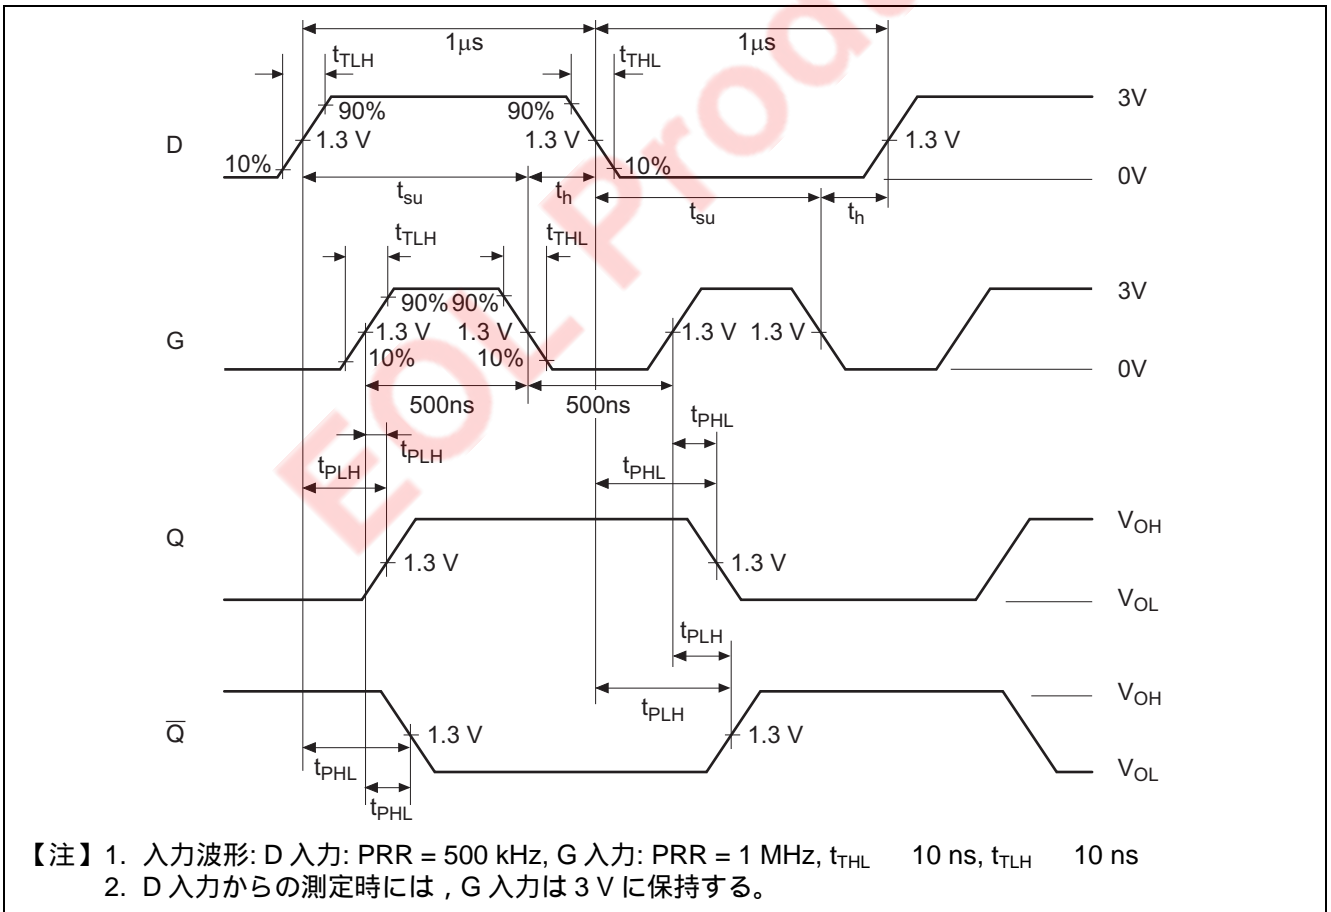 1μs 1μs
tTLH tTHL
90% 90% 3V
D 1.3 V 1.3 V 1.3 V
10% 10% 0V
tsu th tsu th
tTLH tTHL
90% 90% 3V
G 1.3 V 1.3 V 1.3 V 1.3 V
10% 10% 0V
500ns 500ns
tPHL
tPLH
tPLH tPHL
Q VOH
1.3 V 1.3 V
VOL
tPLH
VOH
tPLH
Q 1.3 V 1.3 V
tPHL VOL
tPHL
EOL Prod
【注】1. 入力波形: D 入力: PRR = 500 kHz, G 入力: PRR = 1 MHz, tTHL 10 ns, tTLH 10 ns
2. D 入力からの測定時には , G 入力は 3 V に保持する。